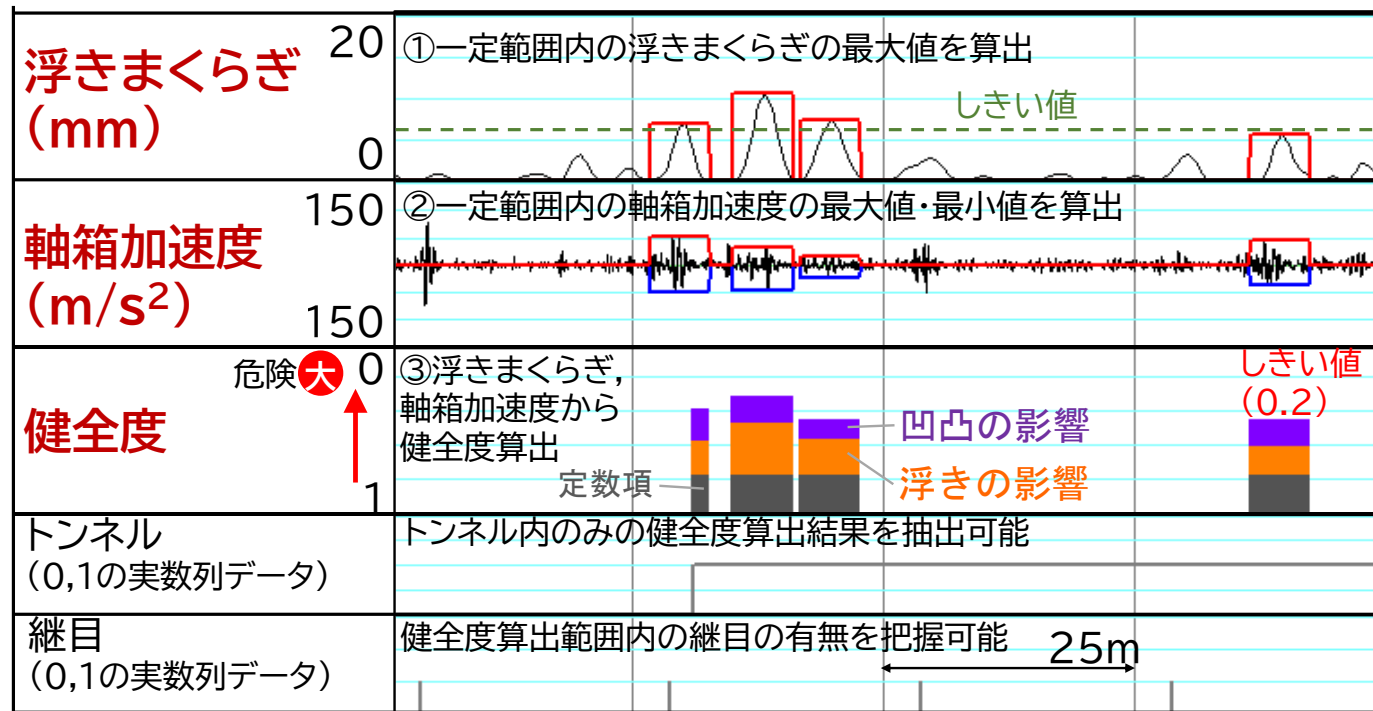 浮きまくらぎ
(mm)
20
0
①一定範囲内の浮きまくらぎの最大値を算出
しきい値
軸箱加速度
(m/s²)
150
150
②一定範囲内の軸箱加速度の最大値・最小値を算出
健全度
危険大
0
1
③浮きまくらぎ,
軸箱加速度から
健全度算出
定数項
凹凸の影響
浮きの影響
しきい値
(0.2)
トンネル
(0,1の実数列データ)
トンネル内のみの健全度算出結果を抽出可能
継目
(0,1の実数列データ)
健全度算出範囲内の継目の有無を把握可能
25m